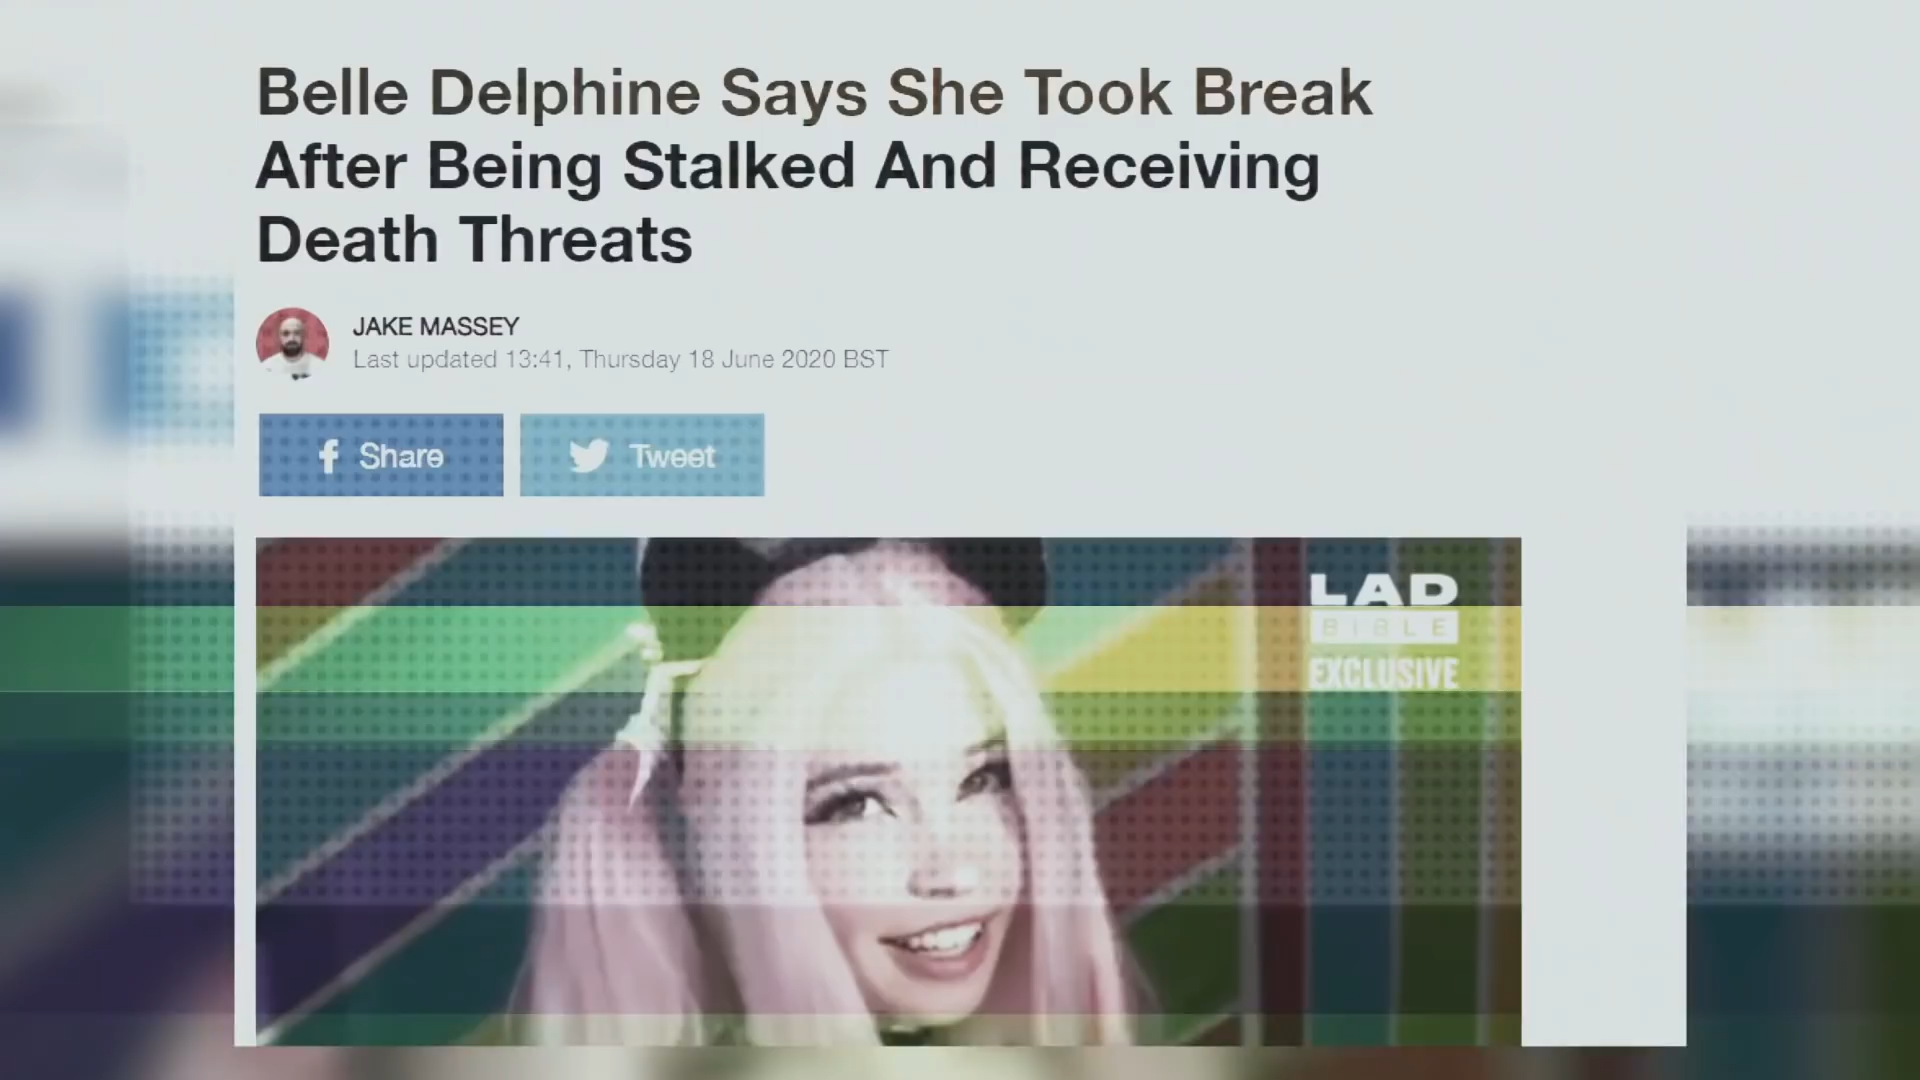 Belle Delphine Says She Took Break
After Being Stalked And Receiving
Death Threats
JAKE MASSEY
Last updated 13:41, Thursday 18 June 2020 BST
f Share
Tweet
LAD
BIBLE
EXCLUSIVE